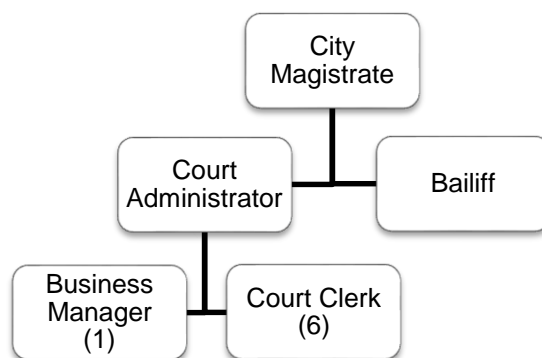 City
Magistrate
Court
Administrator
Bailiff
Business
Manager
(1)
Court Clerk
(6)